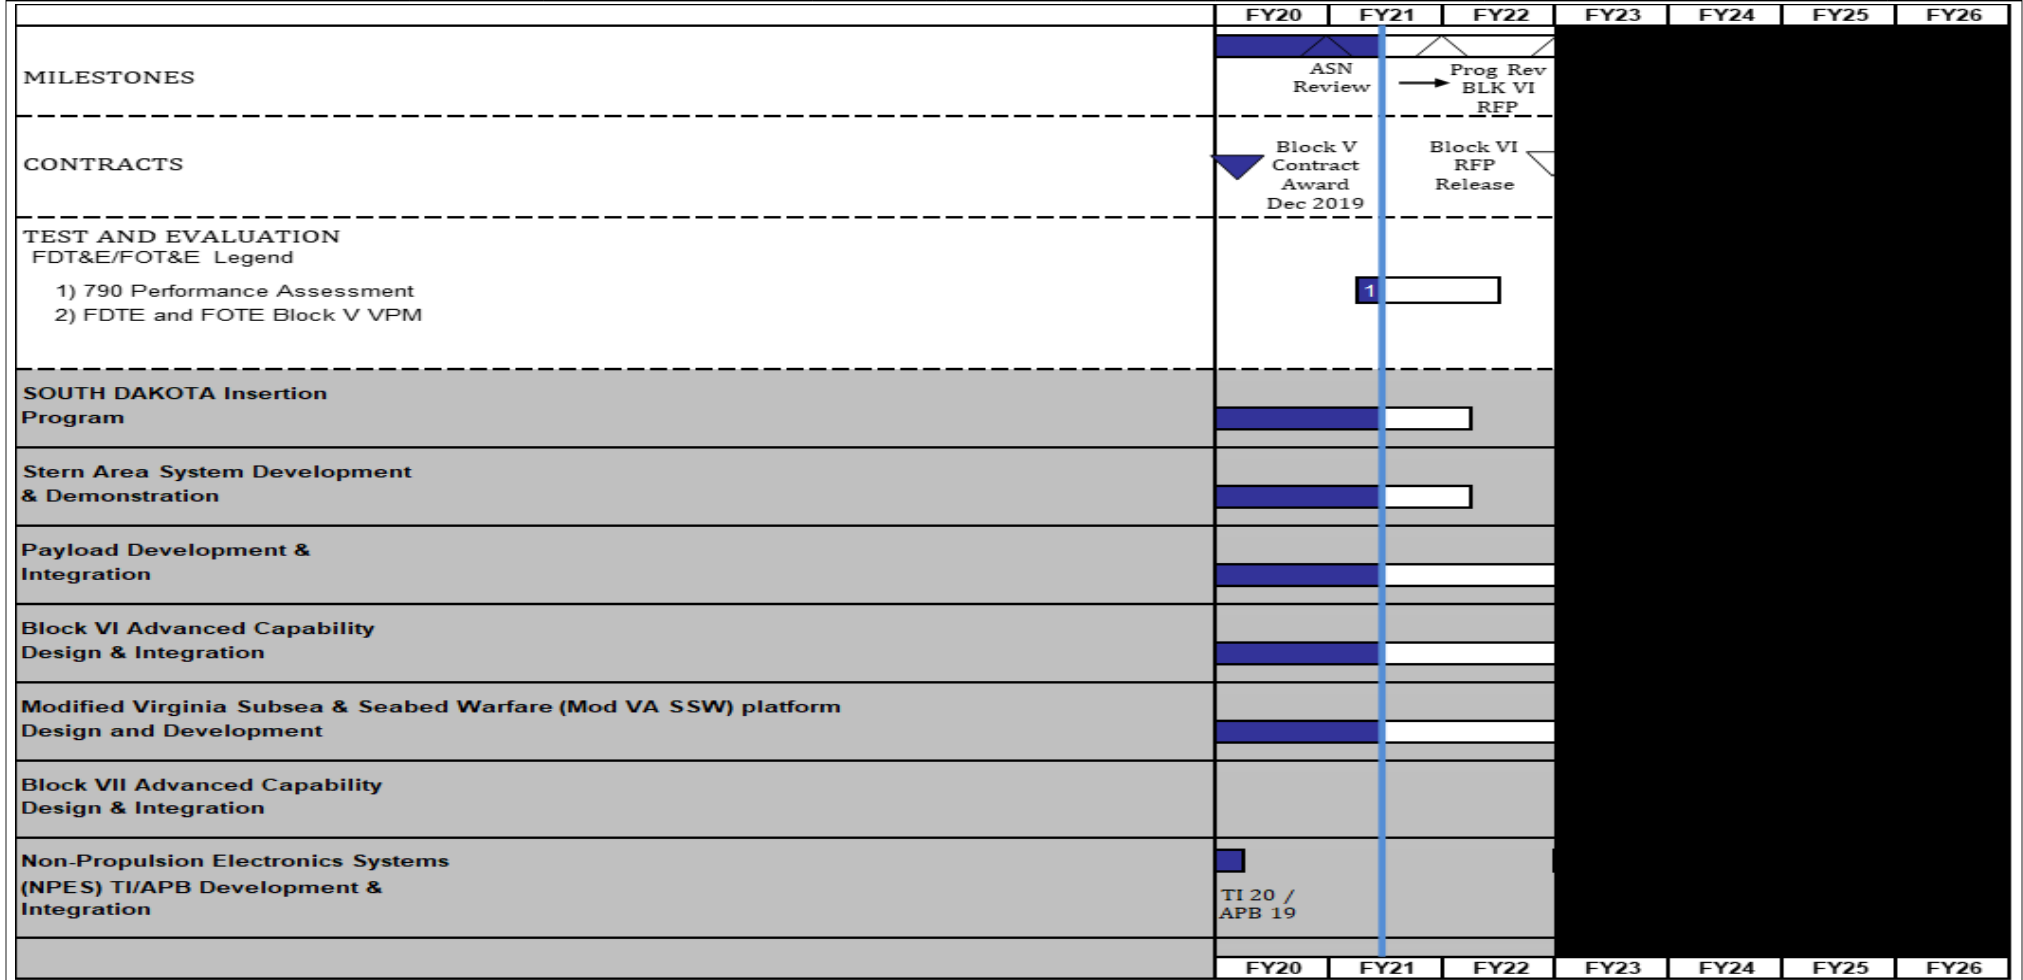 FY20 FY21 FY22 FY23 FY24 FY25 FY26
MILESTONES
ASN
Review
Prog Rev
BLK VI
RFP
CONTRACTS
Block V
Contract
Award
Dec 2019
Block VI
RFP
Release
TEST AND EVALUATION
FDT&E/FOT&E Legend
1) 790 Performance Assessment
1
2) FDTE and FOTE Block V VPM
SOUTH DAKOTA Insertion
Program
Stern Area System Development
& Demonstration
Payload Development &
Integration
Block VI Advanced Capability
Design & Integration
Modified Virginia Subsea & Seabed Warfare (Mod VA SSW) platform
Design and Development
Block VII Advanced Capability
Design & Integration
Non-Propulsion Electronics Systems
(NPES) TI/APB Development &
Integration
TI 20 /
APB 19
FY20 FY21 FY22 FY23 FY24 FY25 FY26